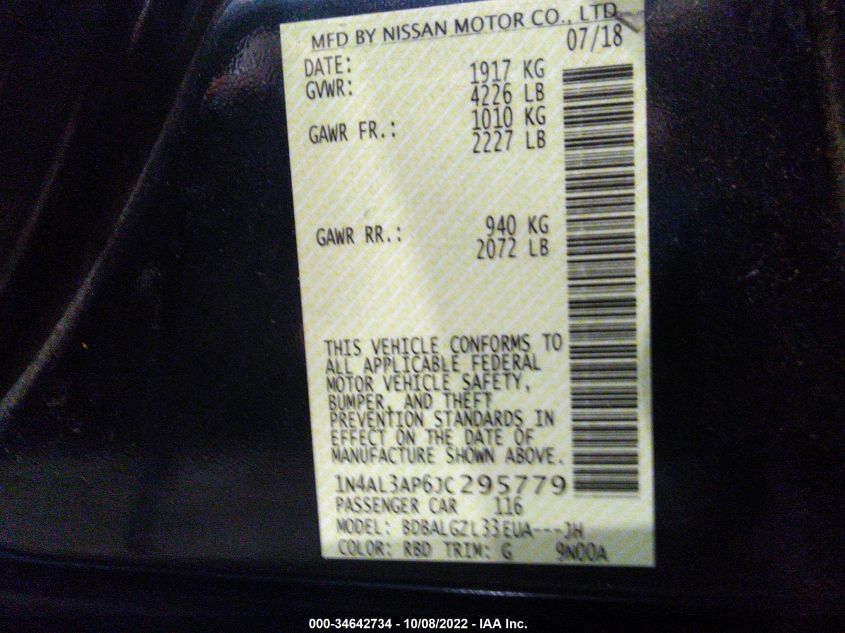 MFD BY NISSAN MOTOR CO., LTD.
DATE: 07/18
GVWR: 1917 KG
4226 LB
GAWR FR.: 1010 KG
2227 LB
GAWR RR.: 940 KG
2072 LB
THIS VEHICLE CONFORMS TO
ALL APPLICABLE FEDERAL
MOTOR VEHICLE SAFETY,
BUMPER, AND THEFT
PREVENTION STANDARDS IN
EFFECT ON THE DATE OF
MANUFACTURE SHOWN ABOVE.
1N4AL3AP6JC295779
PASSENGER CAR 116
MODEL: BDBALGZL33EUA---JH
COLOR: RBD TRIM: G 9N00A
000-34642734 - 10/08/2022 - IAA Inc.